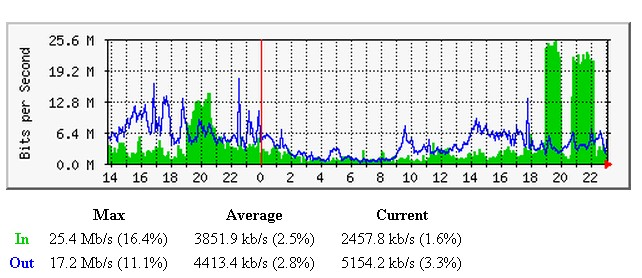 Bits per Second
25.6 M
19.2 M
12.8 M
6.4 M
0.0 M
14 16 18 20 22 0 2 4 6 8 10 12 14 16 18 20 22
Max Average Current
In 25.4 Mb/s (16.4%) 3851.9 kb/s (2.5%) 2457.8 kb/s (1.6%)
Out 17.2 Mb/s (11.1%) 4413.4 kb/s (2.8%) 5154.2 kb/s (3.3%)